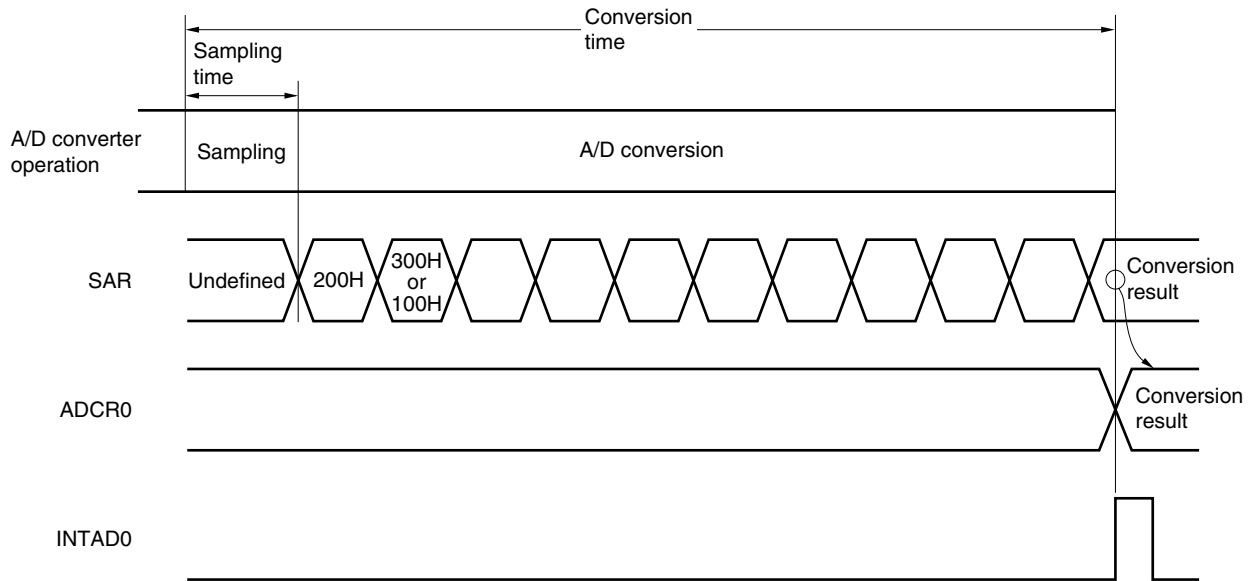 Conversion
time
Sampling
time
A/D converter
operation
Sampling
A/D conversion
SAR
Undefined
200H
300H
or
100H
Conversion
result
ADCR0
Conversion
result
INTAD0